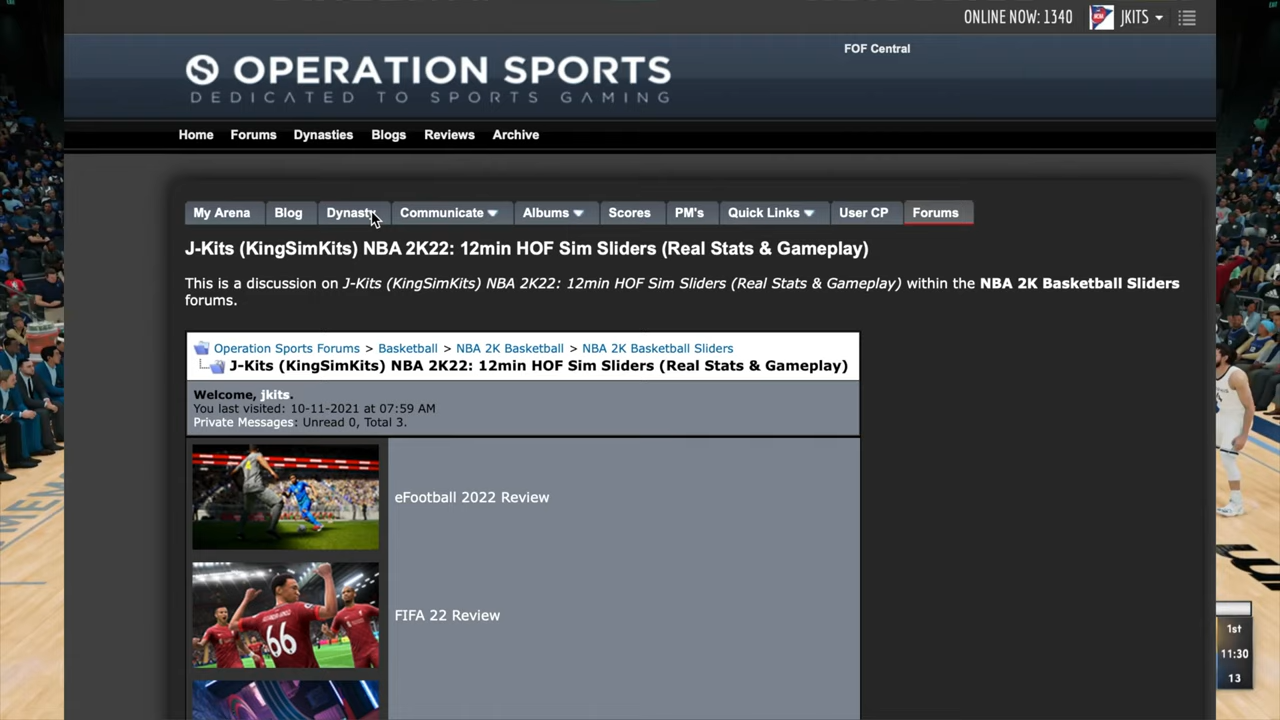 ONLINE NOW: 1340 JKITS
FOF Central
OPERATION SPORTS
DEDICATED TO SPORTS GAMING
Home Forums Dynasties Blogs Reviews Archive
My Arena Blog Dynasty Communicate Albums Scores PM's Quick Links User CP Forums
J-Kits (KingSimKits) NBA 2K22: 12min HOF Sim Sliders (Real Stats & Gameplay)
This is a discussion on J-Kits (KingSimKits) NBA 2K22: 12min HOF Sim Sliders (Real Stats & Gameplay) within the NBA 2K Basketball Sliders
forums.
Operation Sports Forums > Basketball > NBA 2K Basketball > NBA 2K Basketball Sliders
J-Kits (KingSimKits) NBA 2K22: 12min HOF Sim Sliders (Real Stats & Gameplay)
Welcome, jkits.
You last visited: 10-11-2021 at 07:59 AM
Private Messages: Unread 0, Total 3.
eFootball 2022 Review
66
FIFA 22 Review
1st
11:30
13